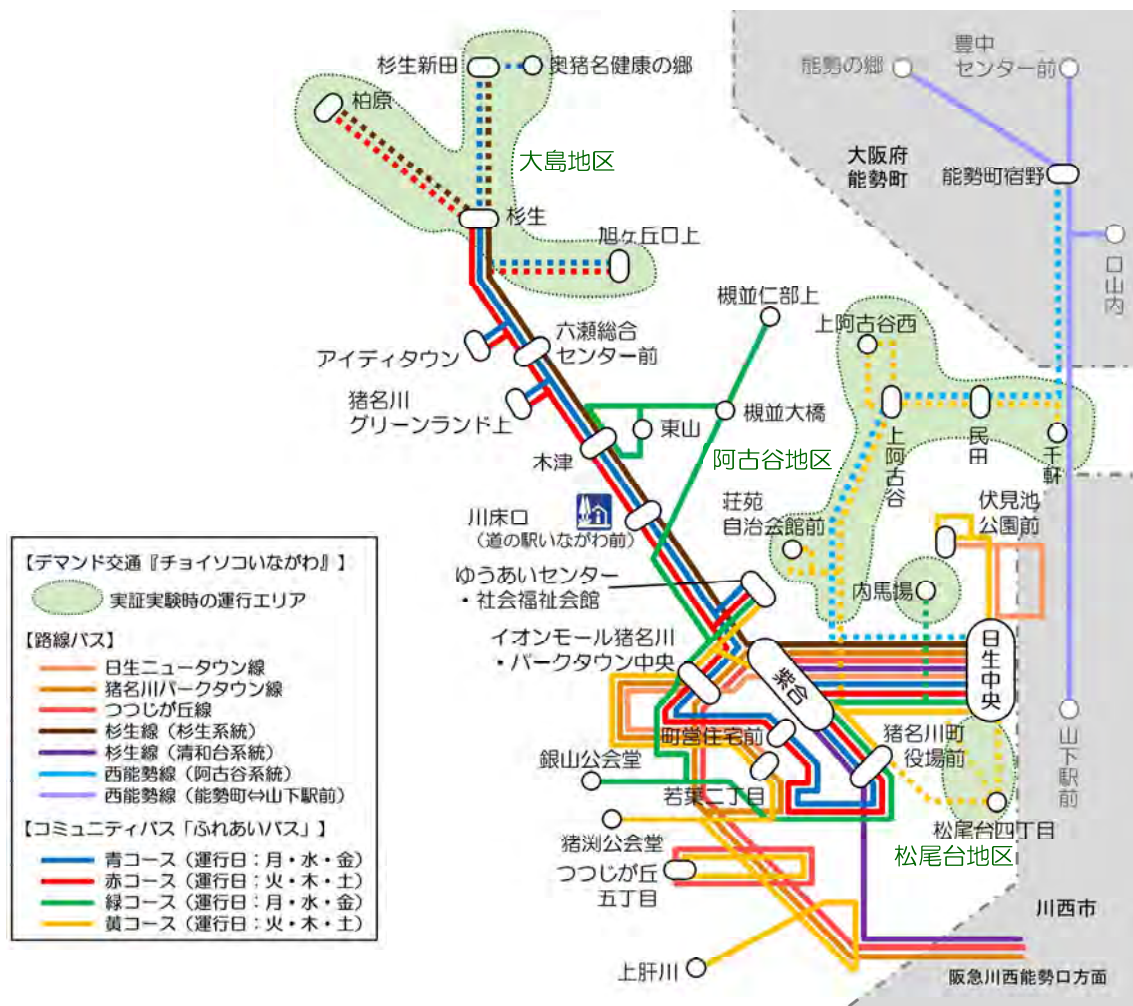 豊中
センター前
能勢の郷
杉生新田
奥猪名健康の郷
柏原
大島地区
大阪府
能勢町
能勢町宿野
杉生
旭ヶ丘口上
口山内
槻並仁部上
上阿古谷西
六瀬総合
センター前
アイディタウン
猪名川
グリーンランド上
槻並大橋
東山
木津
上阿古谷
民田
千軒
阿古谷地区
荘苑
自治会館前
伏見池
公園前
川床口
（道の駅いながわ前）
ゆうあいセンター
・社会福祉会館
内馬場
イオンモール猪名川
・パークタウン中央
紫合
日生中央
町営住宅前
猪名川町
役場前
山下駅前
銀山公会堂
若葉二丁目
猪渕公会堂
松尾台四丁目
松尾台地区
つつじが丘
五丁目
川西市
上肝川
阪急川西能勢口方面
【デマンド交通『チョイソコいながわ』】
実証実験時の運行エリア
【路線バス】
日生ニュータウン線
猪名川パークタウン線
つつじが丘線
杉生線（杉生系統）
杉生線（清和台系統）
西能勢線（阿古谷系統）
西能勢線（能勢町⇔山下駅前）
【コミュニティバス「ふれあいバス」】
青コース（運行日：月・水・金）
赤コース（運行日：火・木・土）
緑コース（運行日：月・水・金）
黄コース（運行日：火・木・土）